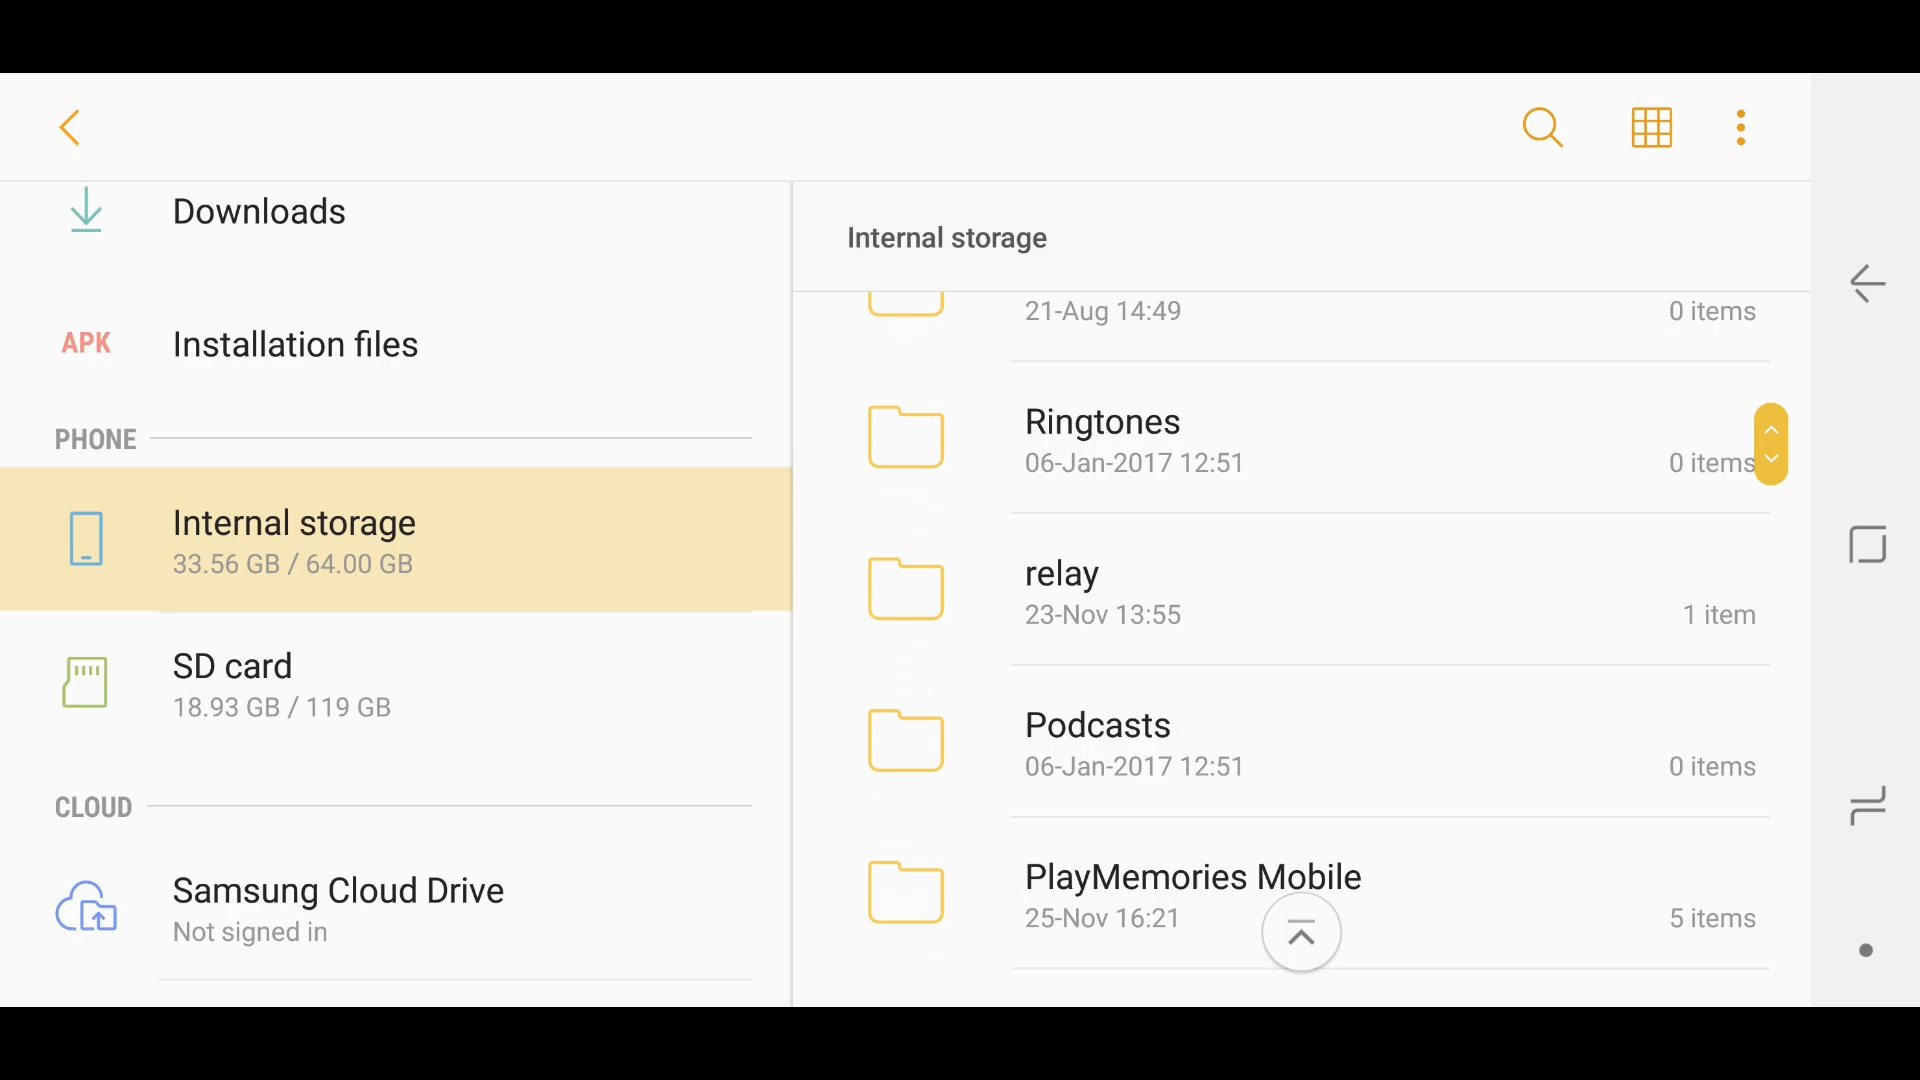 Downloads
APK Installation files
PHONE
Internal storage
33.56 GB / 64.00 GB
SD card
18.93 GB / 119 GB
CLOUD
Samsung Cloud Drive
Not signed in
Internal storage
21-Aug 14:49 0 items
Ringtones
06-Jan-2017 12:51 0 items
relay
23-Nov 13:55 1 item
Podcasts
06-Jan-2017 12:51 0 items
PlayMemories Mobile
25-Nov 16:21 5 items